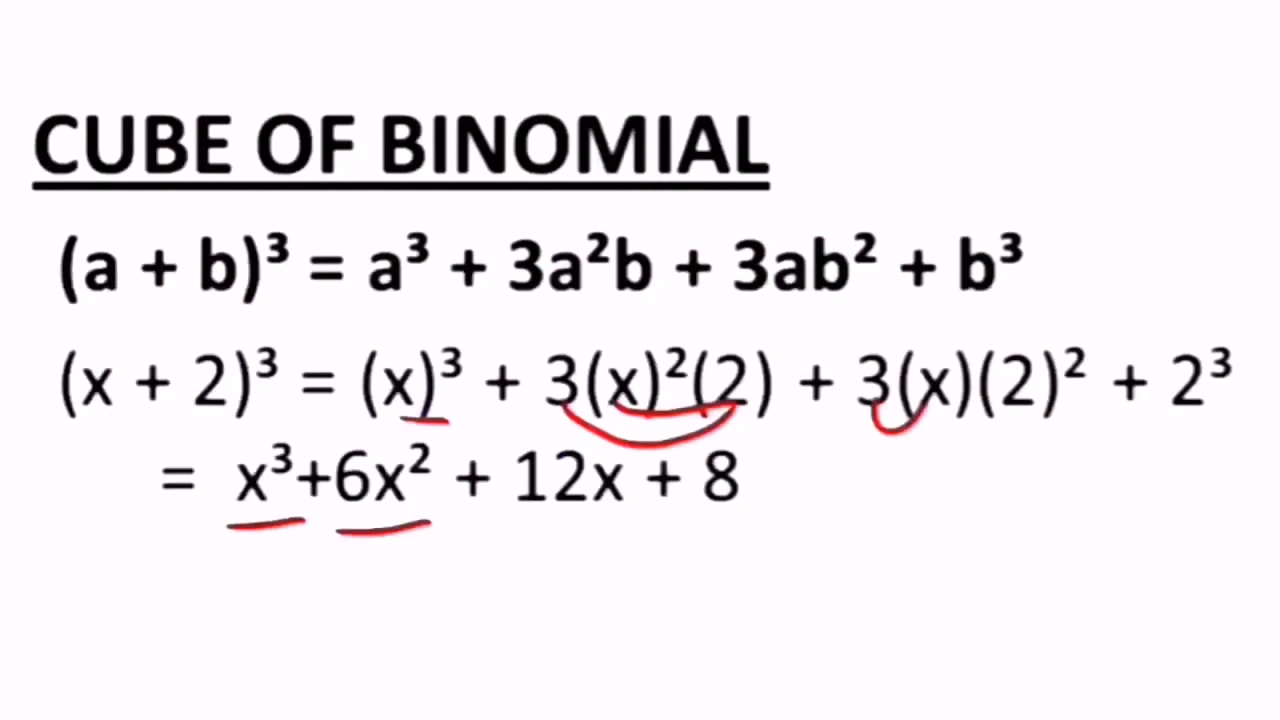 CUBE OF BINOMIAL
(a + b)³ = a³ + 3a²b + 3ab² + b³
(x + 2)³ = (x)³ + 3(x)²(2) + 3(x)(2)² + 2³
= x³+6x² + 12x + 8